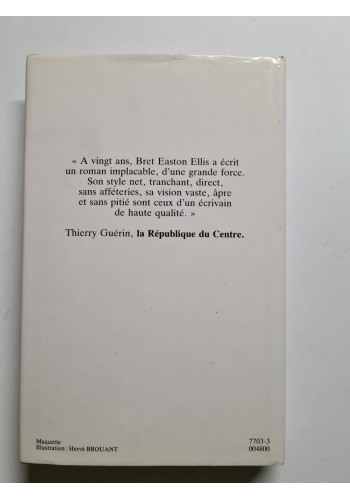 « A vingt ans, Bret Easton Ellis a écrit
un roman implacable, d'une grande force.
Son style net, tranchant, direct,
sans afféteries, sa vision vaste, âpre
et sans pitié sont ceux d'un écrivain
de haute qualité. »
Thierry Guérin, la République du Centre.
Maquette
Illustration : Hervé BROUANT
7703-3
004800